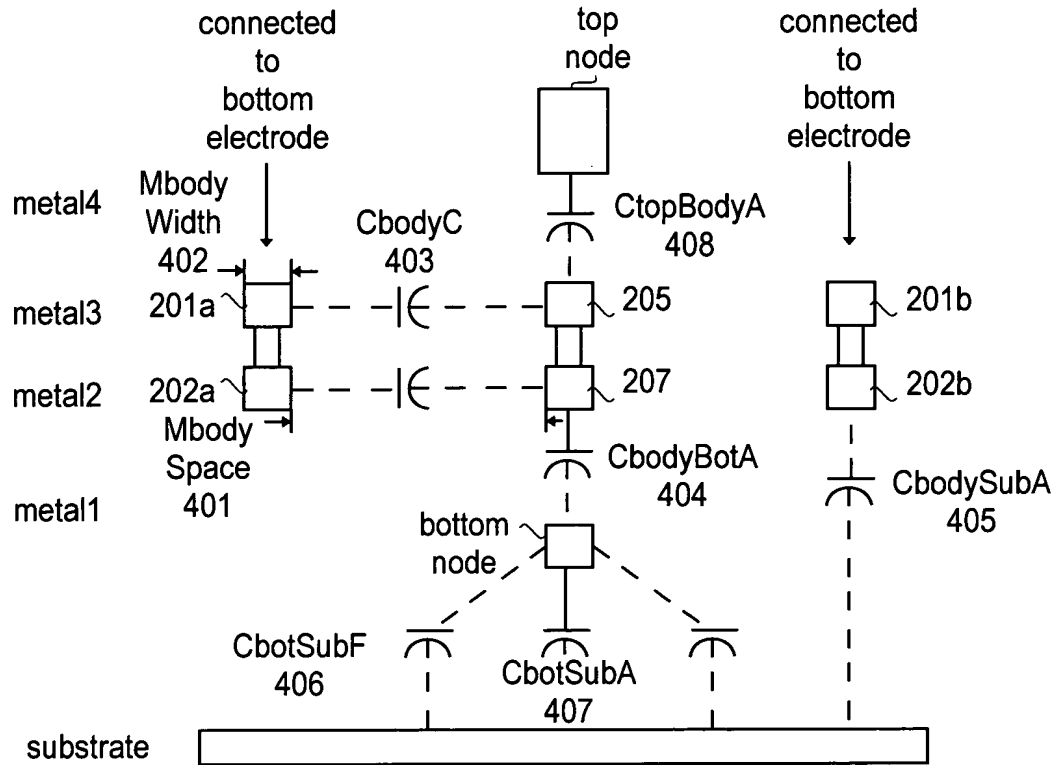 connected
to
bottom
electrode
top
node
connected
to
bottom
electrode
metal4
Mbody
Width
402
CbodyC
403
CtopBodyA
408
metal3
201a
205
201b
metal2
202a
207
202b
Mbody
Space
401
CbodyBotA
404
CbodySubA
405
metal1
bottom
node
CbotSubF
406
CbotSubA
407
substrate